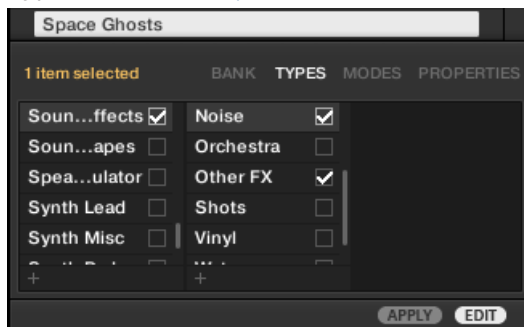 Space Ghosts
1 item selected BANK TYPES MODES PROPERTIES
Soun...ffects Noise
Soun...apes Orchestra
Spea...ulator Other FX
Synth Lead Shots
Synth Misc Vinyl
+ +
APPLY EDIT